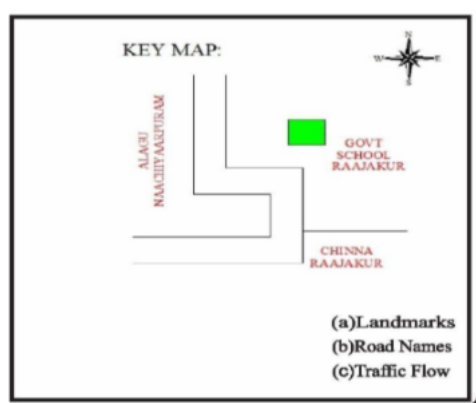 KEY MAP:
N
W
E
S
ALAGU
NAACHIYAARPURAM
GOVT
SCHOOL
RAAJAKUR
CHINNA
RAAJAKUR
(a)Landmarks
(b)Road Names
(c)Traffic Flow